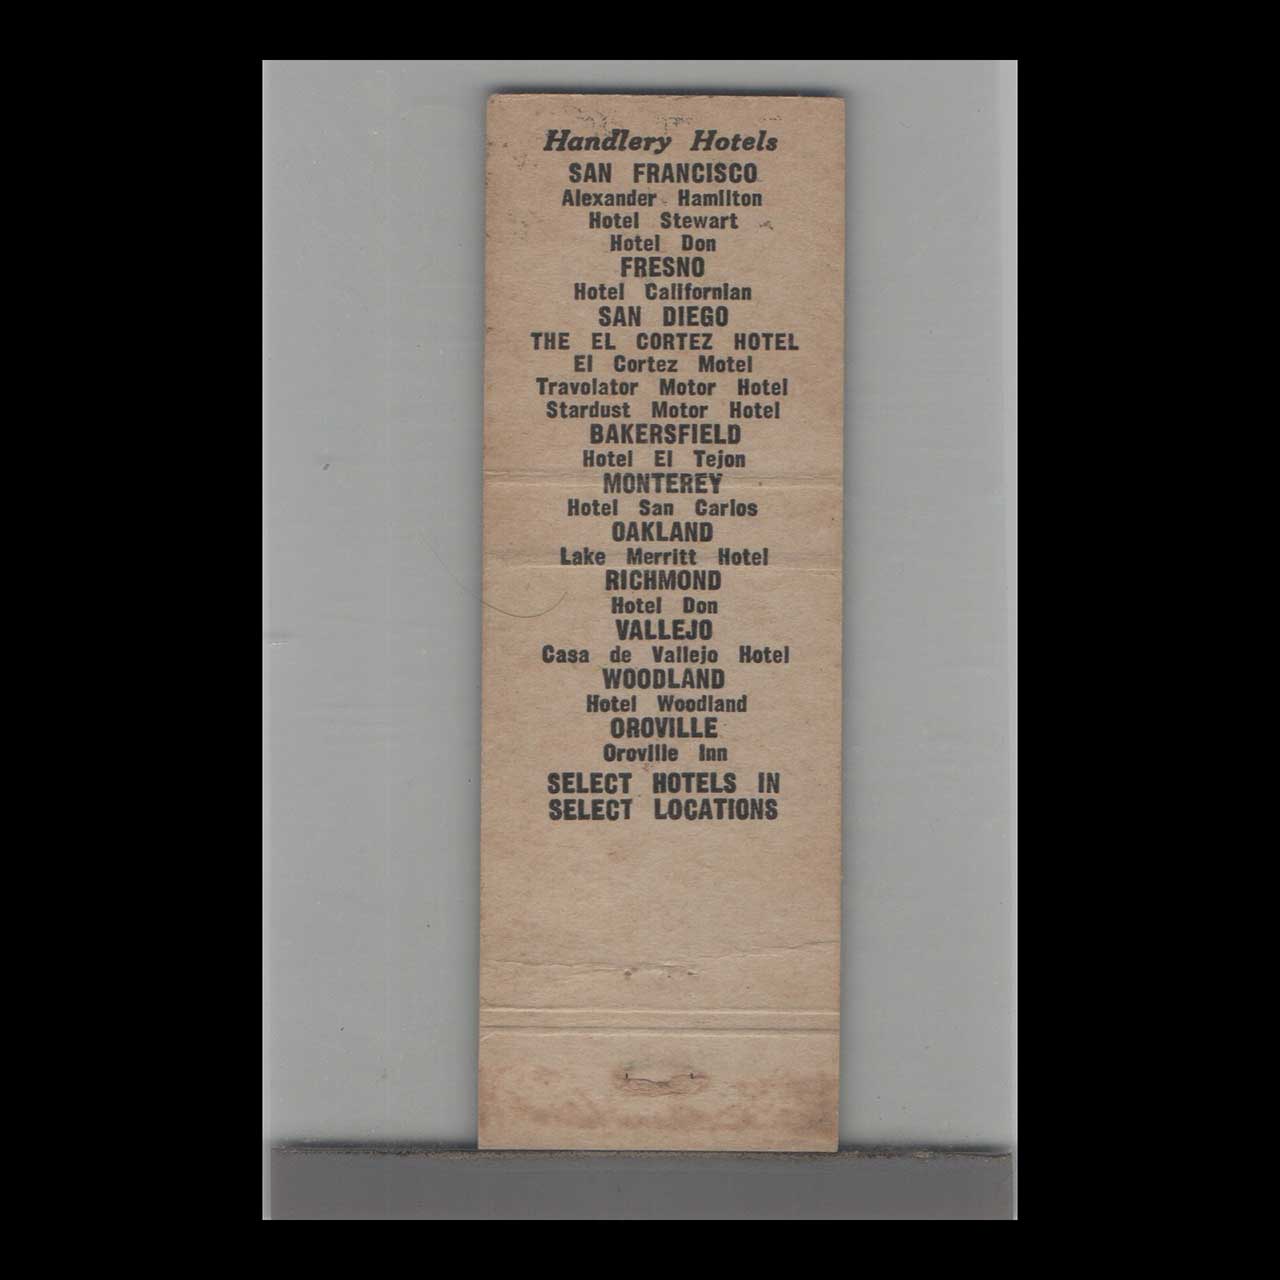 Handlery Hotels
SAN FRANCISCO
Alexander Hamilton
Hotel Stewart
Hotel Don
FRESNO
Hotel Californian
SAN DIEGO
THE EL CORTEZ HOTEL
El Cortez Motel
Travolator Motor Hotel
Stardust Motor Hotel
BAKERSFIELD
Hotel El Tejon
MONTEREY
Hotel San Carlos
OAKLAND
Lake Merritt Hotel
RICHMOND
Hotel Don
VALLEJO
Casa de Vallejo Hotel
WOODLAND
Hotel Woodland
OROVILLE
Oroville Inn
SELECT HOTELS IN
SELECT LOCATIONS